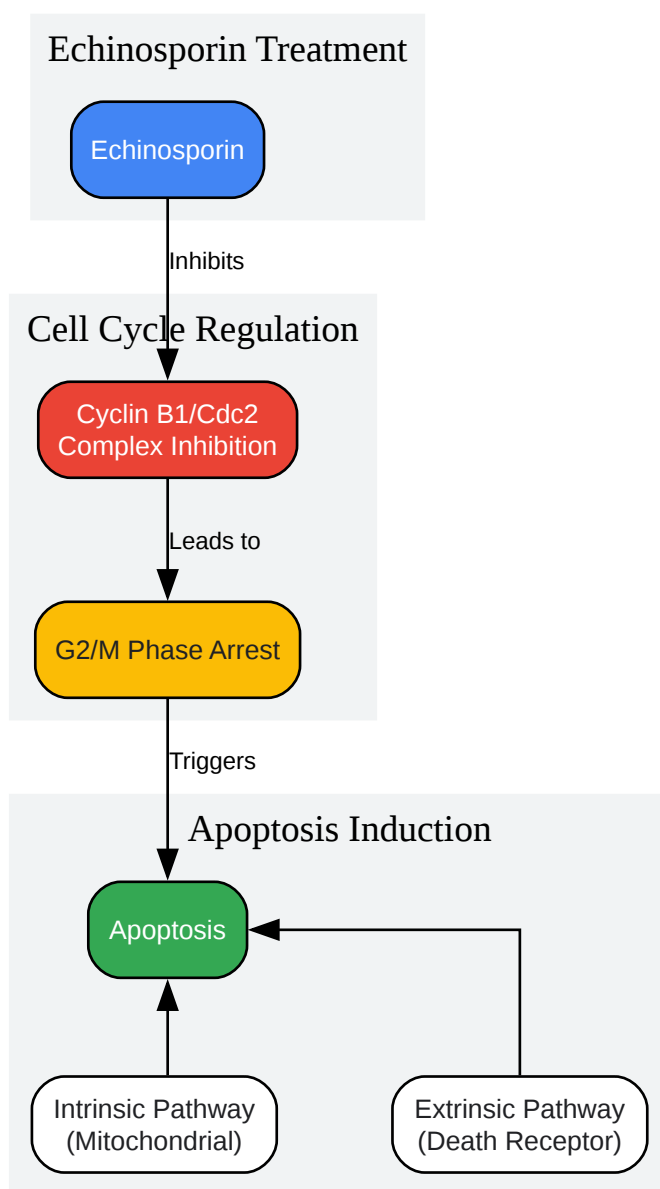 Echinosporin Treatment
Echinosporin
Inhibits
Cell Cycle Regulation
Cyclin B1/Cdc2
Complex Inhibition
Leads to
G2/M Phase Arrest
Triggers
Apoptosis Induction
Apoptosis
Intrinsic Pathway
(Mitochondrial)
Extrinsic Pathway
(Death Receptor)